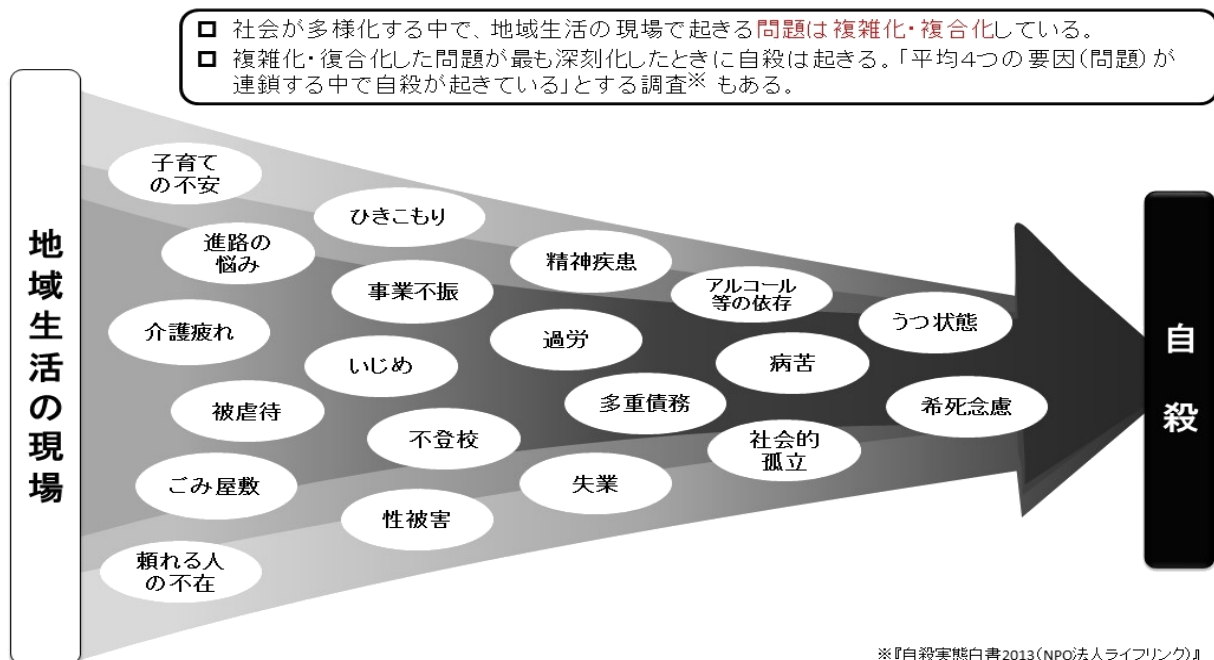 □ 社会が多様化する中で、地域生活の現場で起きる問題は複雑化・複合化している。
□ 複雑化・復合化した問題が最も深刻化したときに自殺は起きる。「平均4つの要因(問題)が
連鎖する中で自殺が起きている」とする調査※ もある。
地域生活の現場
子育て
の不安
ひきこもり
進路の
悩み
精神疾患
事業不振
アルコール
等の依存
うつ状態
介護疲れ
過労
いじめ
病苦
被虐待
多重債務
希死念慮
不登校
社会的
孤立
ごみ屋敷
失業
性被害
頼れる人
の不在
自殺
※『自殺実態白書2013(NPO法人ライフリンク)』